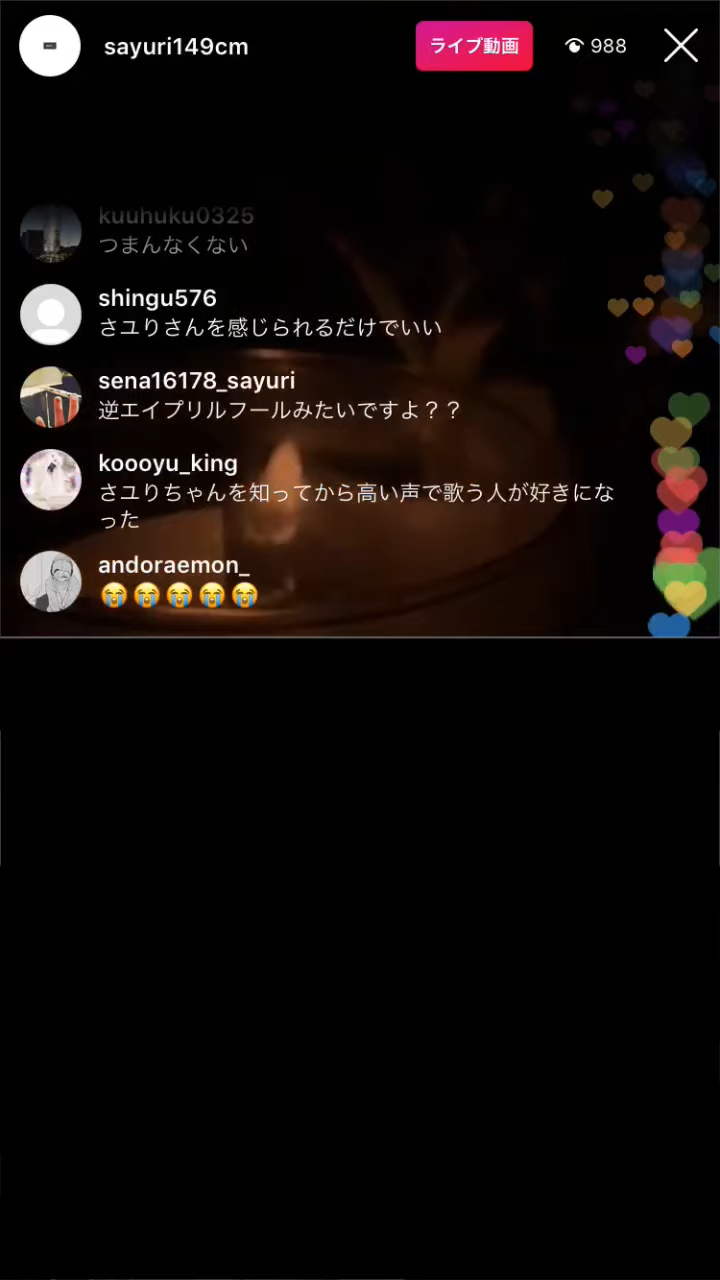 sayuri149cm
ライブ動画
988
kuuhuku0325
つまんなくない
shingu576
さユりさんを感じられるだけでいい
sena16178_sayuri
逆エイプリルフールみたいですよ？？
koooyu_king
さユりちゃんを知ってから高い声で歌う人が好きにな
った
andoraemon_
😭😭😭😭😭